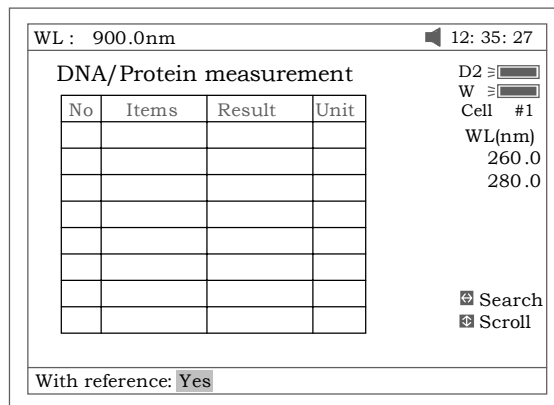 WL : 900.0nm 12: 35: 27
DNA/Protein measurement
No Items Result Unit
D2
W
Cell #1
WL(nm)
260.0
280.0
Search
Scroll
With reference: Yes